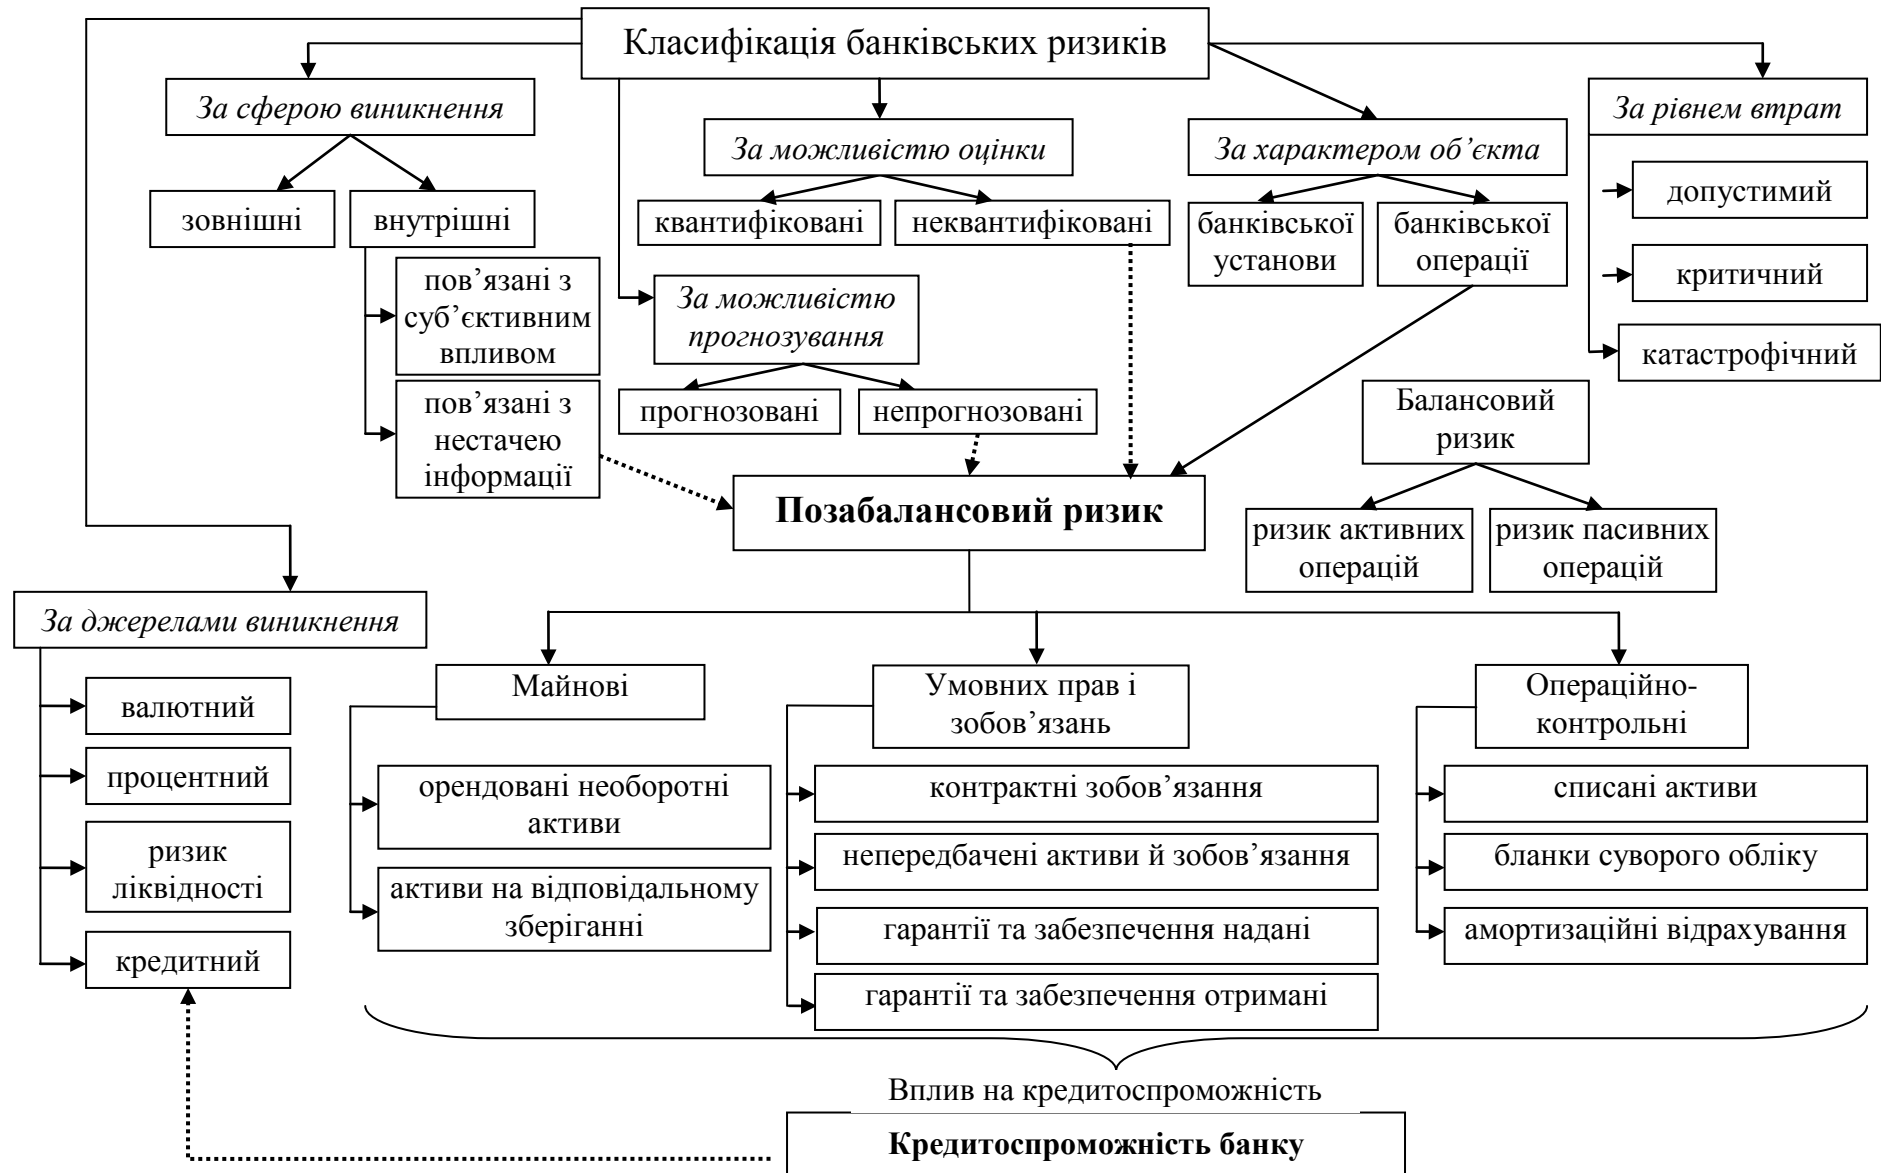 Класифікація банківських ризиків
За сферою виникнення
зовнішні
внутрішні
пов’язані з
суб’єктивним
впливом
пов’язані з
нестачею
інформації
За можливістю оцінки
квантифіковані
неквантифіковані
За можливістю
прогнозування
прогнозовані
непрогнозовані
За характером об’єкта
банківської
установи
банківської
операції
За рівнем втрат
допустимий
критичний
катастрофічний
Балансовий
ризик
ризик активних
операцій
ризик пасивних
операцій
Позабалансовий ризик
За джерелами виникнення
валютний
процентний
ризик
ліквідності
кредитний
Майнові
орендовані необоротні
активи
активи на відповідальному
зберіганні
Умовних прав і
зобов’язань
контрактні зобов’язання
непередбачені активи й зобов’язання
гарантії та забезпечення надані
гарантії та забезпечення отримані
Операційно-
контрольні
списані активи
бланки суворого обліку
амортизаційні відрахування
Вплив на кредитоспроможність
Кредитоспроможність банку